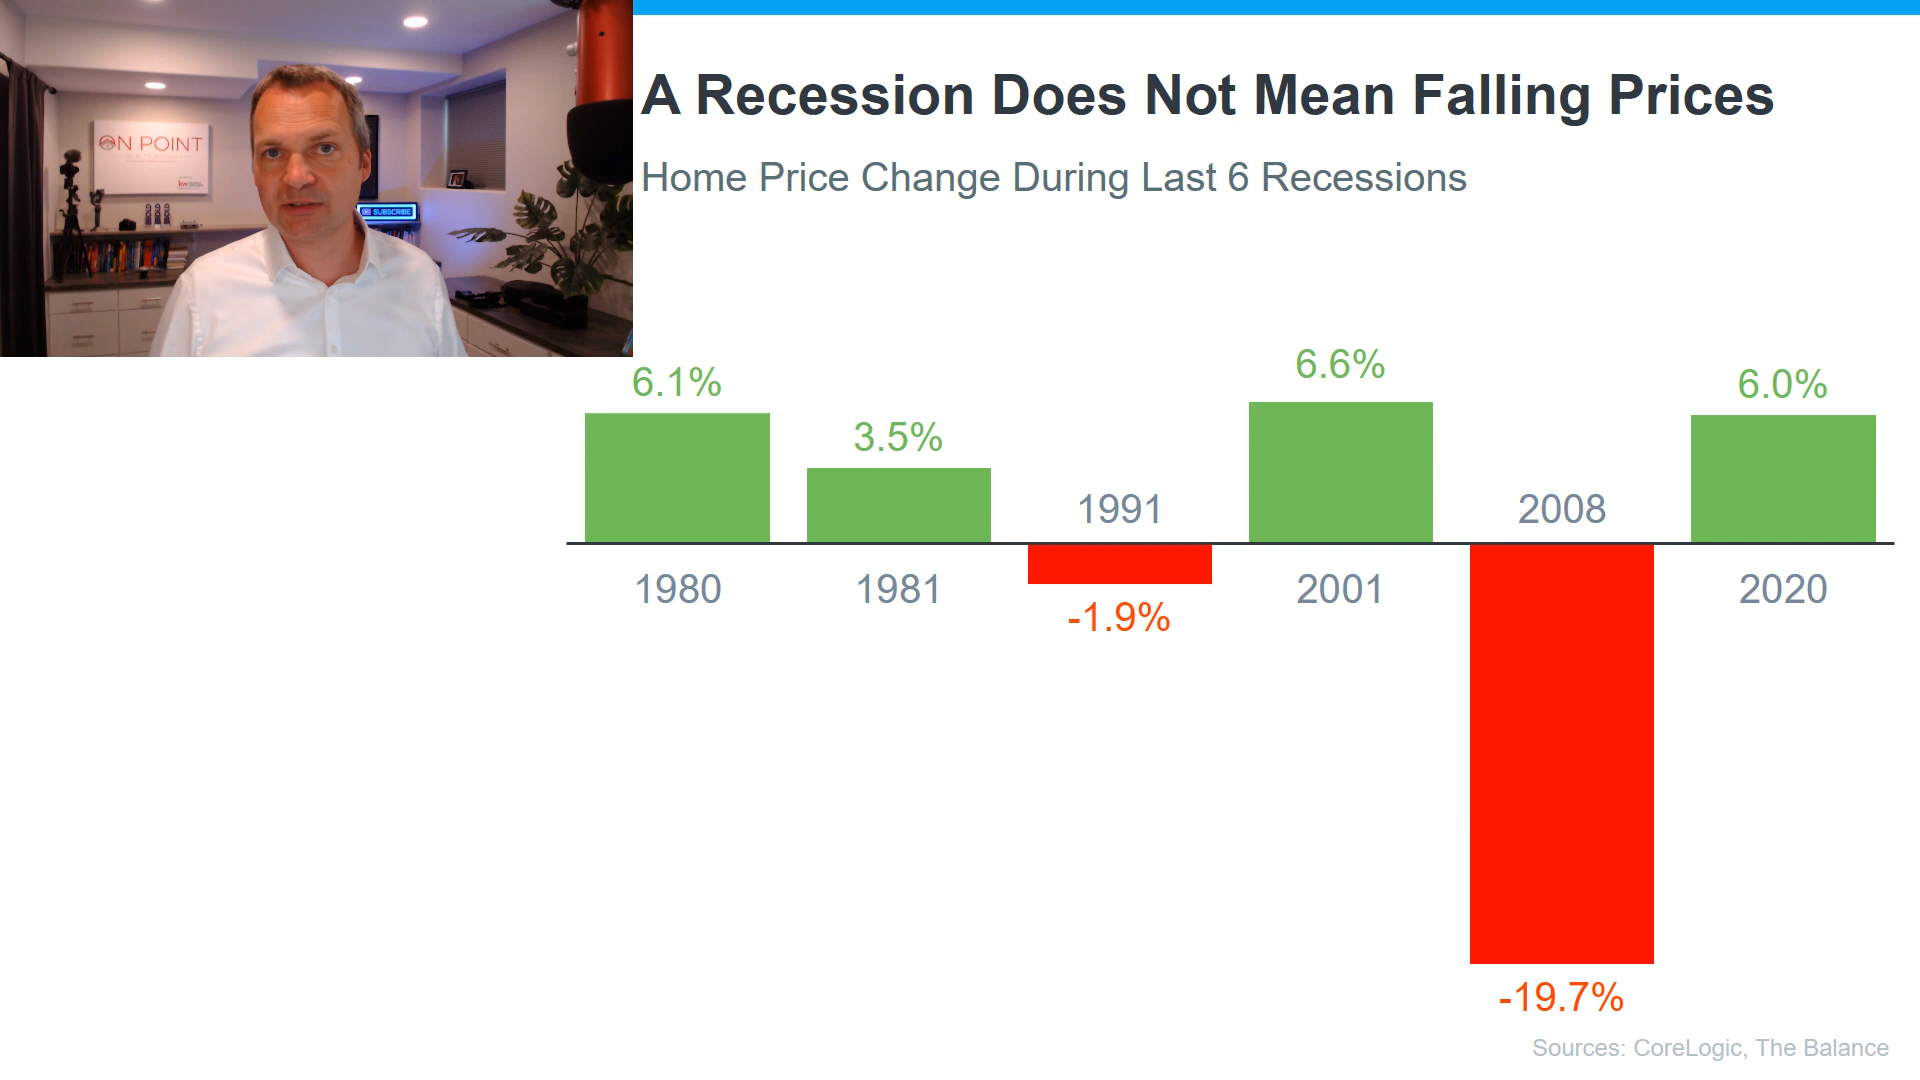 ON POINT
kw
SUBSCRIBE
A Recession Does Not Mean Falling Prices
Home Price Change During Last 6 Recessions
6.1%
3.5%
1991
6.6%
2008
6.0%
1980
1981
-1.9%
2001
2020
-19.7%
Sources: CoreLogic, The Balance